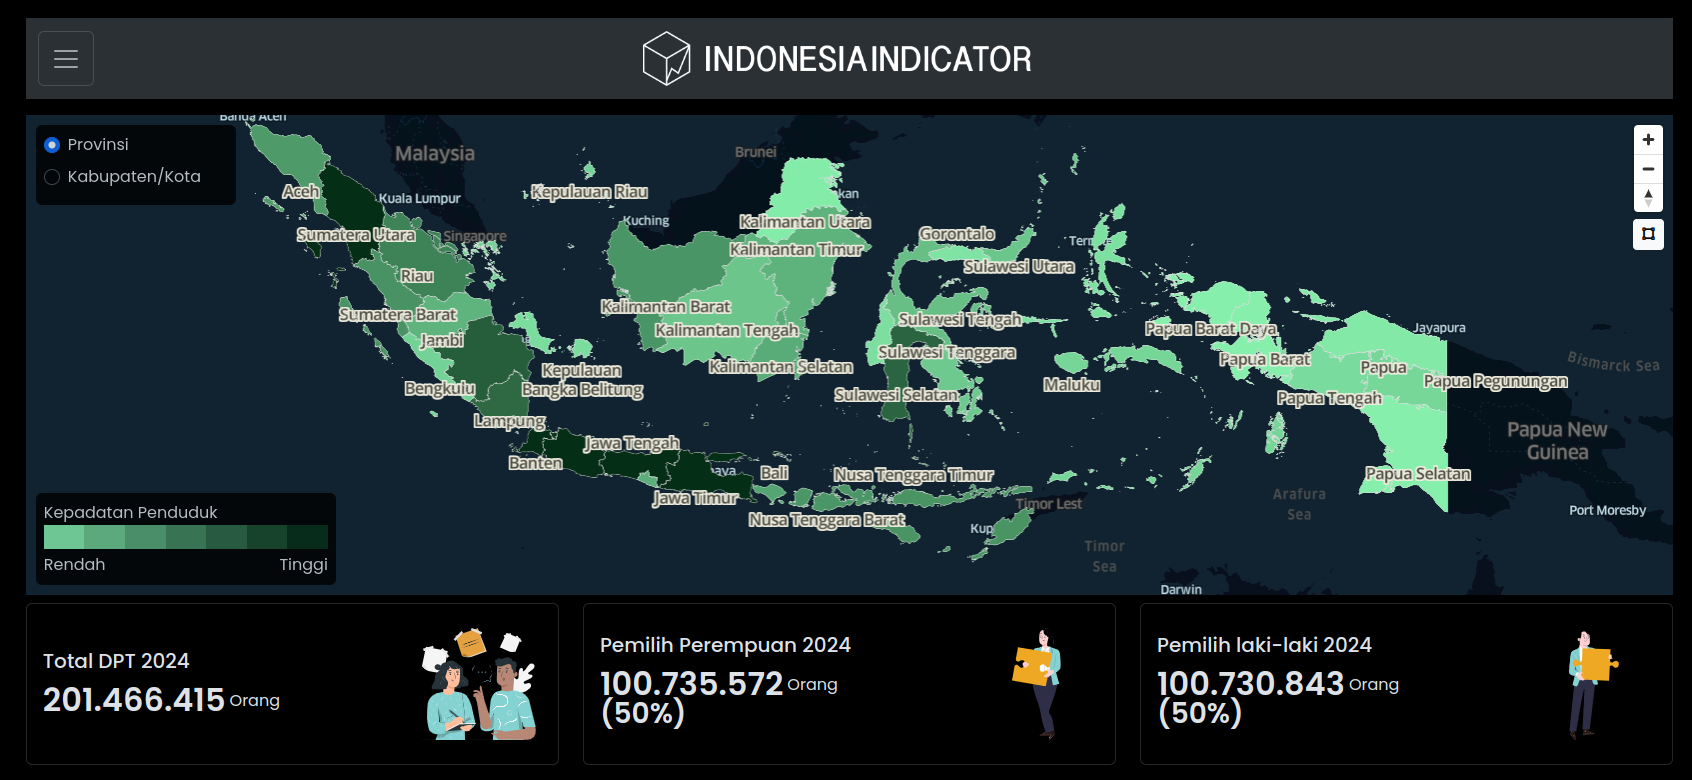 INDONESIA INDICATOR
Banda Aceh
Provinsi
Kabupaten/Kota
Malaysia
Brunei
Aceh
Kuala Lumpur
Kepulauan Riau
Kuching
Kalimantan Utara
Sumatera Utara
Singapore
Kalimantan Timur
Gorontalo
Sulawesi Utara
Riau
Sumatera Barat
Kalimantan Barat
Kalimantan Tengah
Sulawesi Tengah
Papua Barat Daya
Jayapura
Jambi
Sulawesi Tenggara
Papua Barat
Bismarck Sea
Kepulauan
Bangka Belitung
Kalimantan Selatan
Papua
Papua Pegunungan
Bengkulu
Maluku
Sulawesi Selatan
Papua Tengah
Lampung
Papua New
Guinea
Jawa Tengah
Banten
Bali
Nusa Tenggara Timur
Papua Selatan
Jawa Timur
Arafura
Sea
Timor Lest
Port Moresby
Nusa Tenggara Barat
Timor
Sea
Darwin
Kepadatan Penduduk
Rendah Tinggi
Total DPT 2024
201.466.415 Orang
Pemilih Perempuan 2024
100.735.572 Orang
(50%)
Pemilih laki-laki 2024
100.730.843 Orang
(50%)